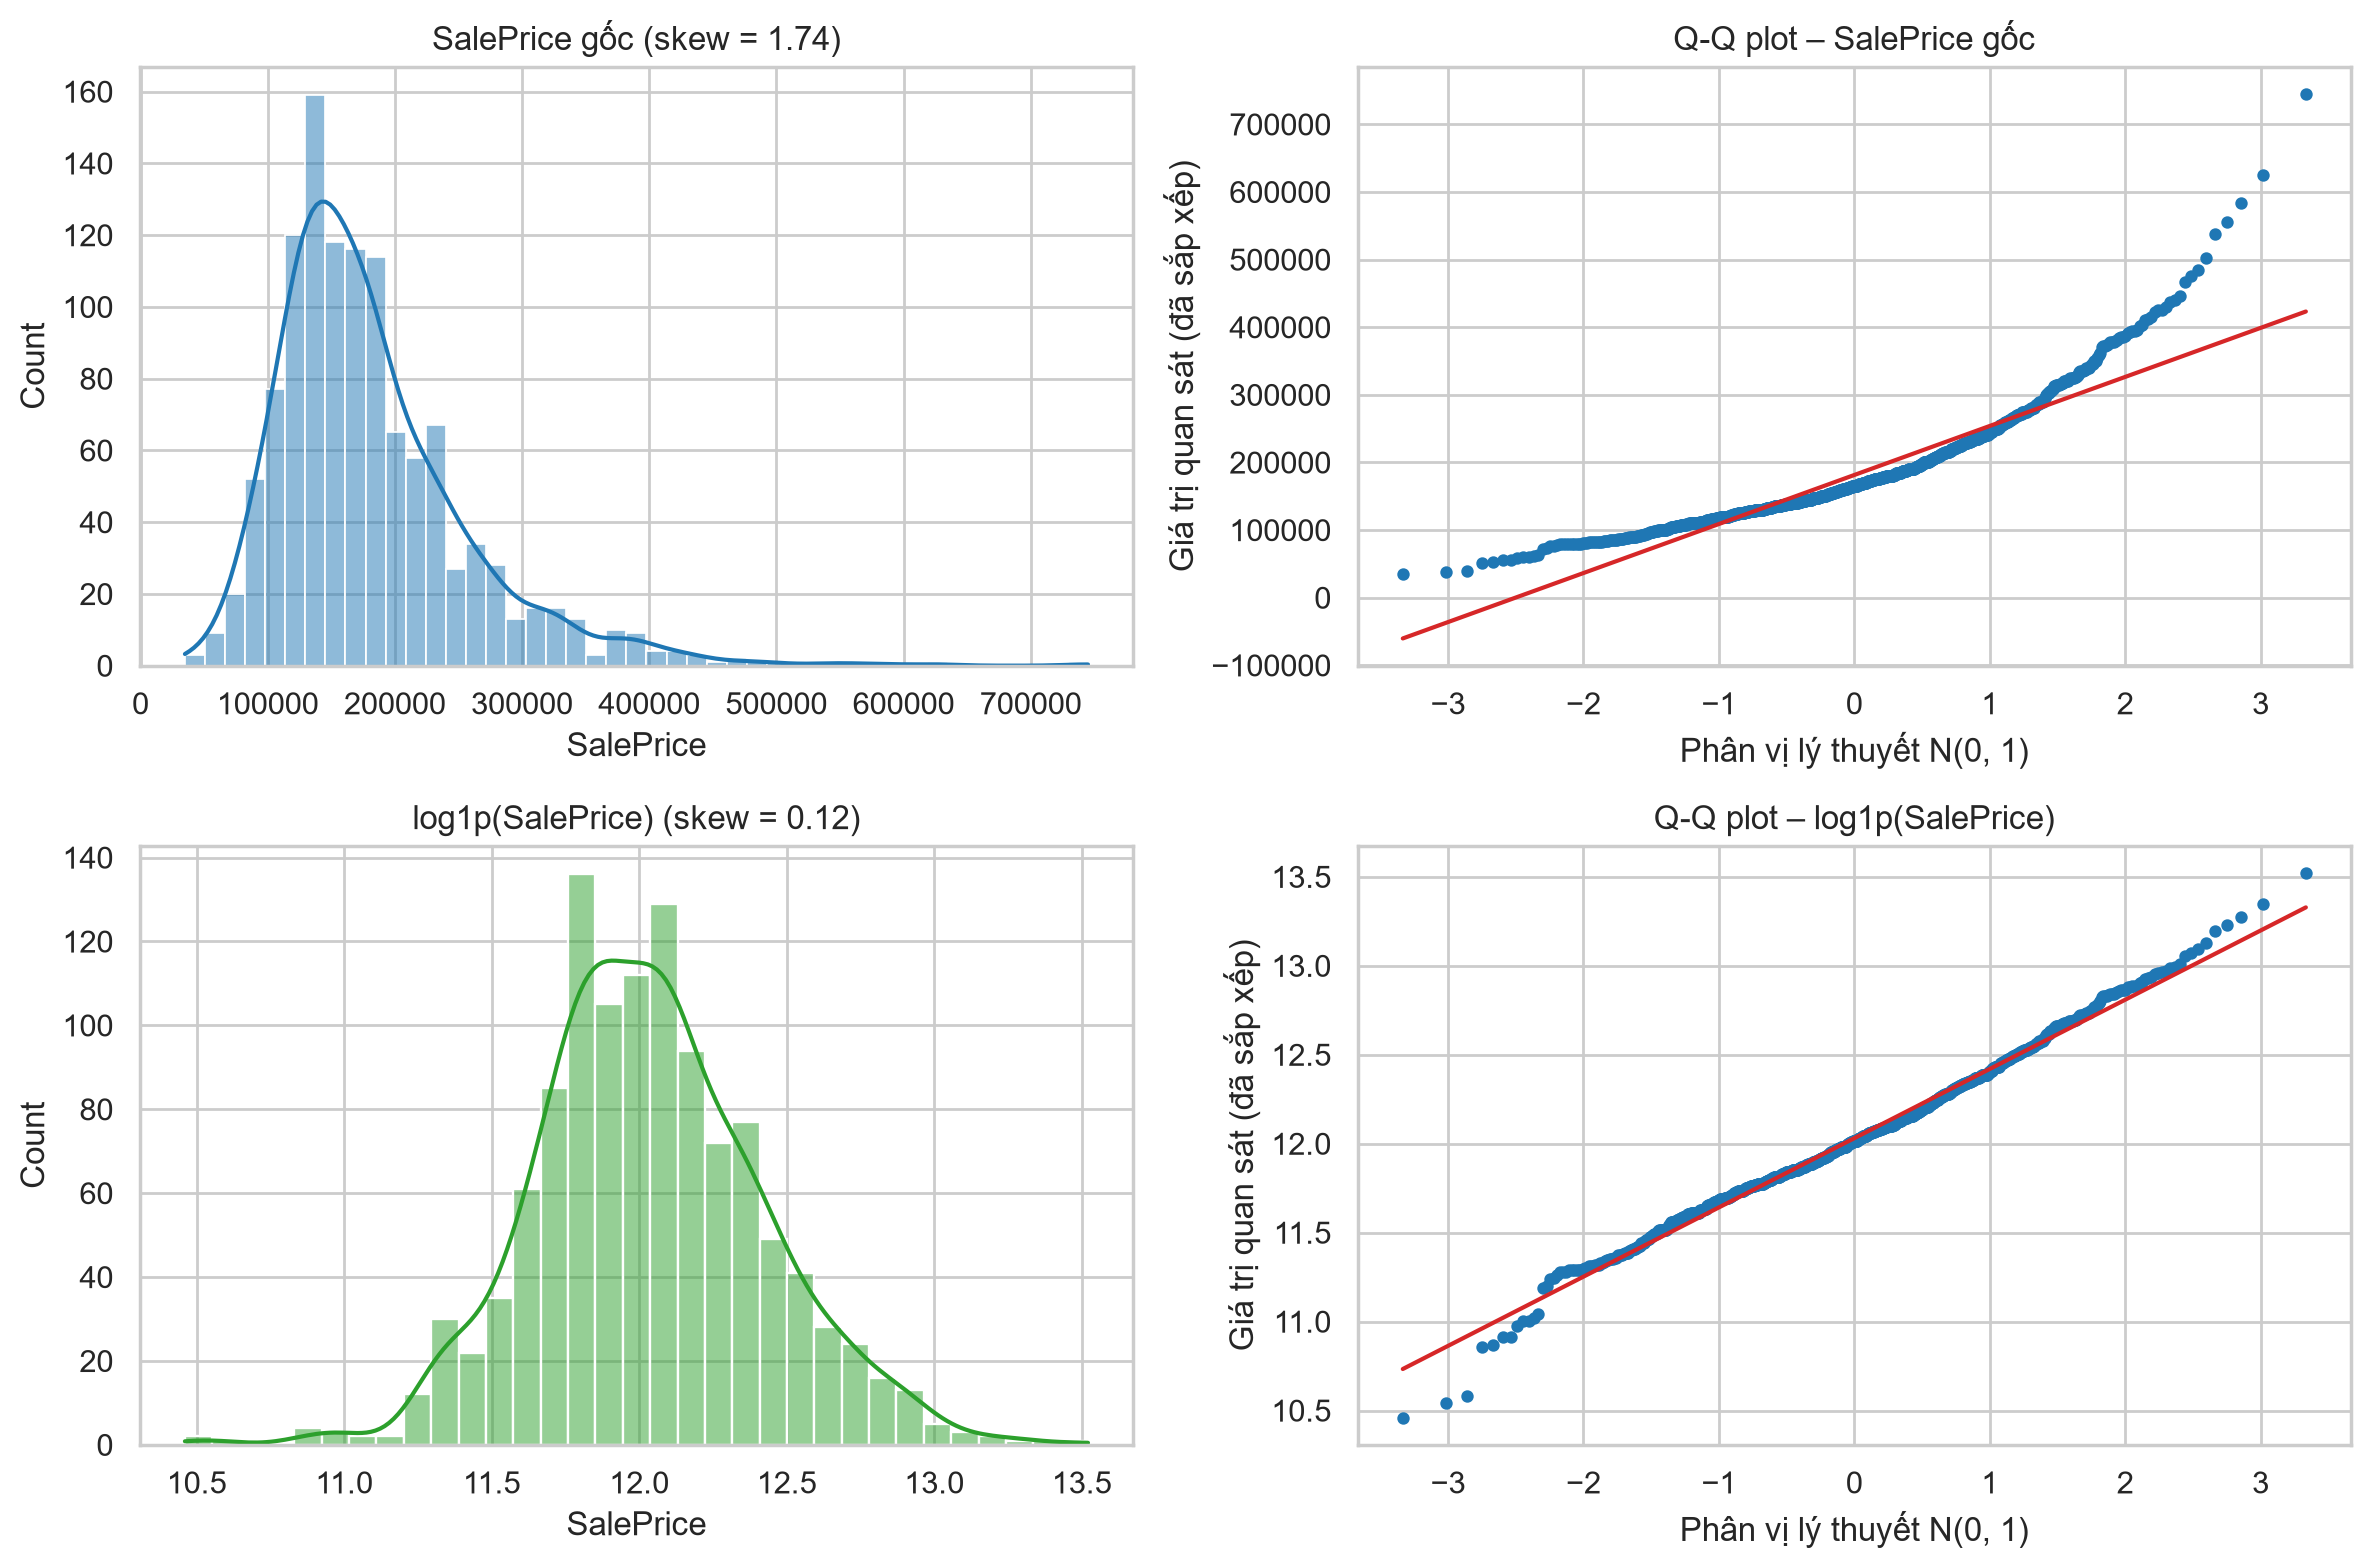 SalePrice gốc (skew = 1.74)
160
140
120
100
80
60
40
20
0
Count
0 100000 200000 300000 400000 500000 600000 700000
SalePrice
Q-Q plot – SalePrice gốc
700000
600000
500000
400000
300000
200000
100000
0
−100000
Giá trị quan sát (đã sắp xếp)
−3 −2 −1 0 1 2 3
Phân vị lý thuyết N(0, 1)
log1p(SalePrice) (skew = 0.12)
140
120
100
80
60
40
20
0
Count
10.5 11.0 11.5 12.0 12.5 13.0 13.5
SalePrice
Q-Q plot – log1p(SalePrice)
13.5
13.0
12.5
12.0
11.5
11.0
10.5
Giá trị quan sát (đã sắp xếp)
−3 −2 −1 0 1 2 3
Phân vị lý thuyết N(0, 1)